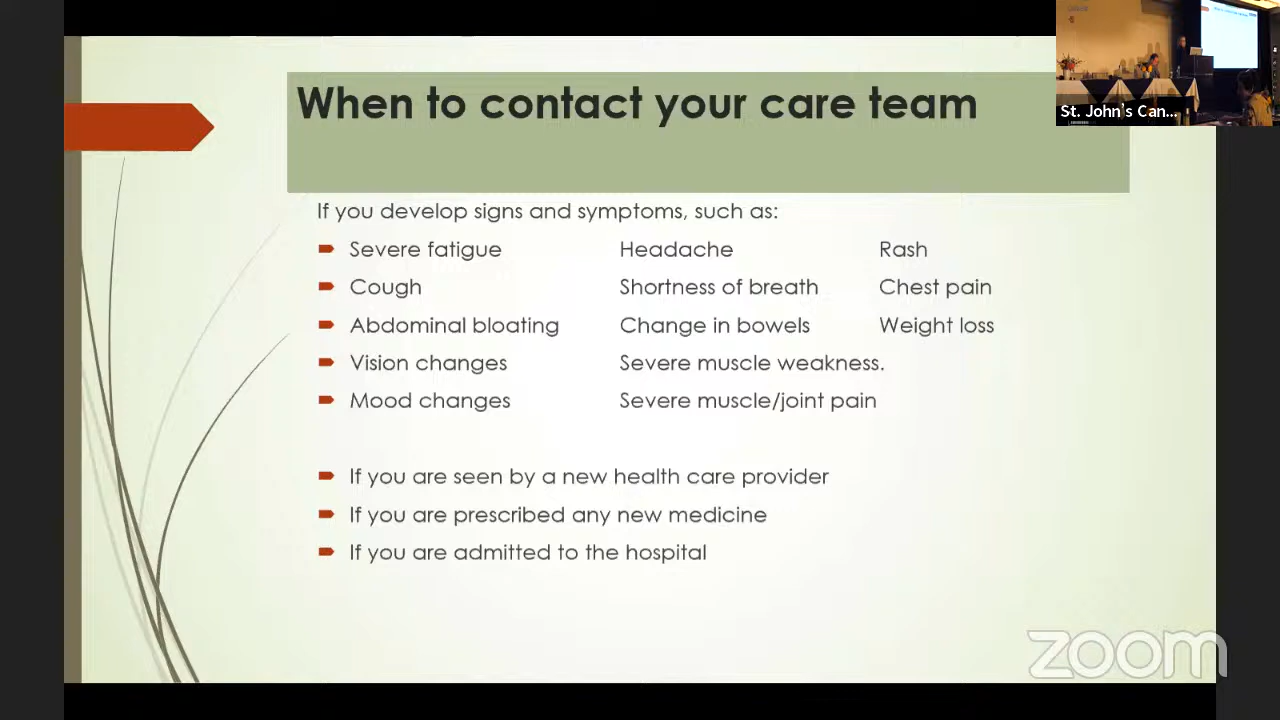 When to contact your care team
St. John's Can...
If you develop signs and symptoms, such as:
Severe fatigue Headache Rash
Cough Shortness of breath Chest pain
Abdominal bloating Change in bowels Weight loss
Vision changes Severe muscle weakness.
Mood changes Severe muscle/joint pain
If you are seen by a new health care provider
If you are prescribed any new medicine
If you are admitted to the hospital
zoom